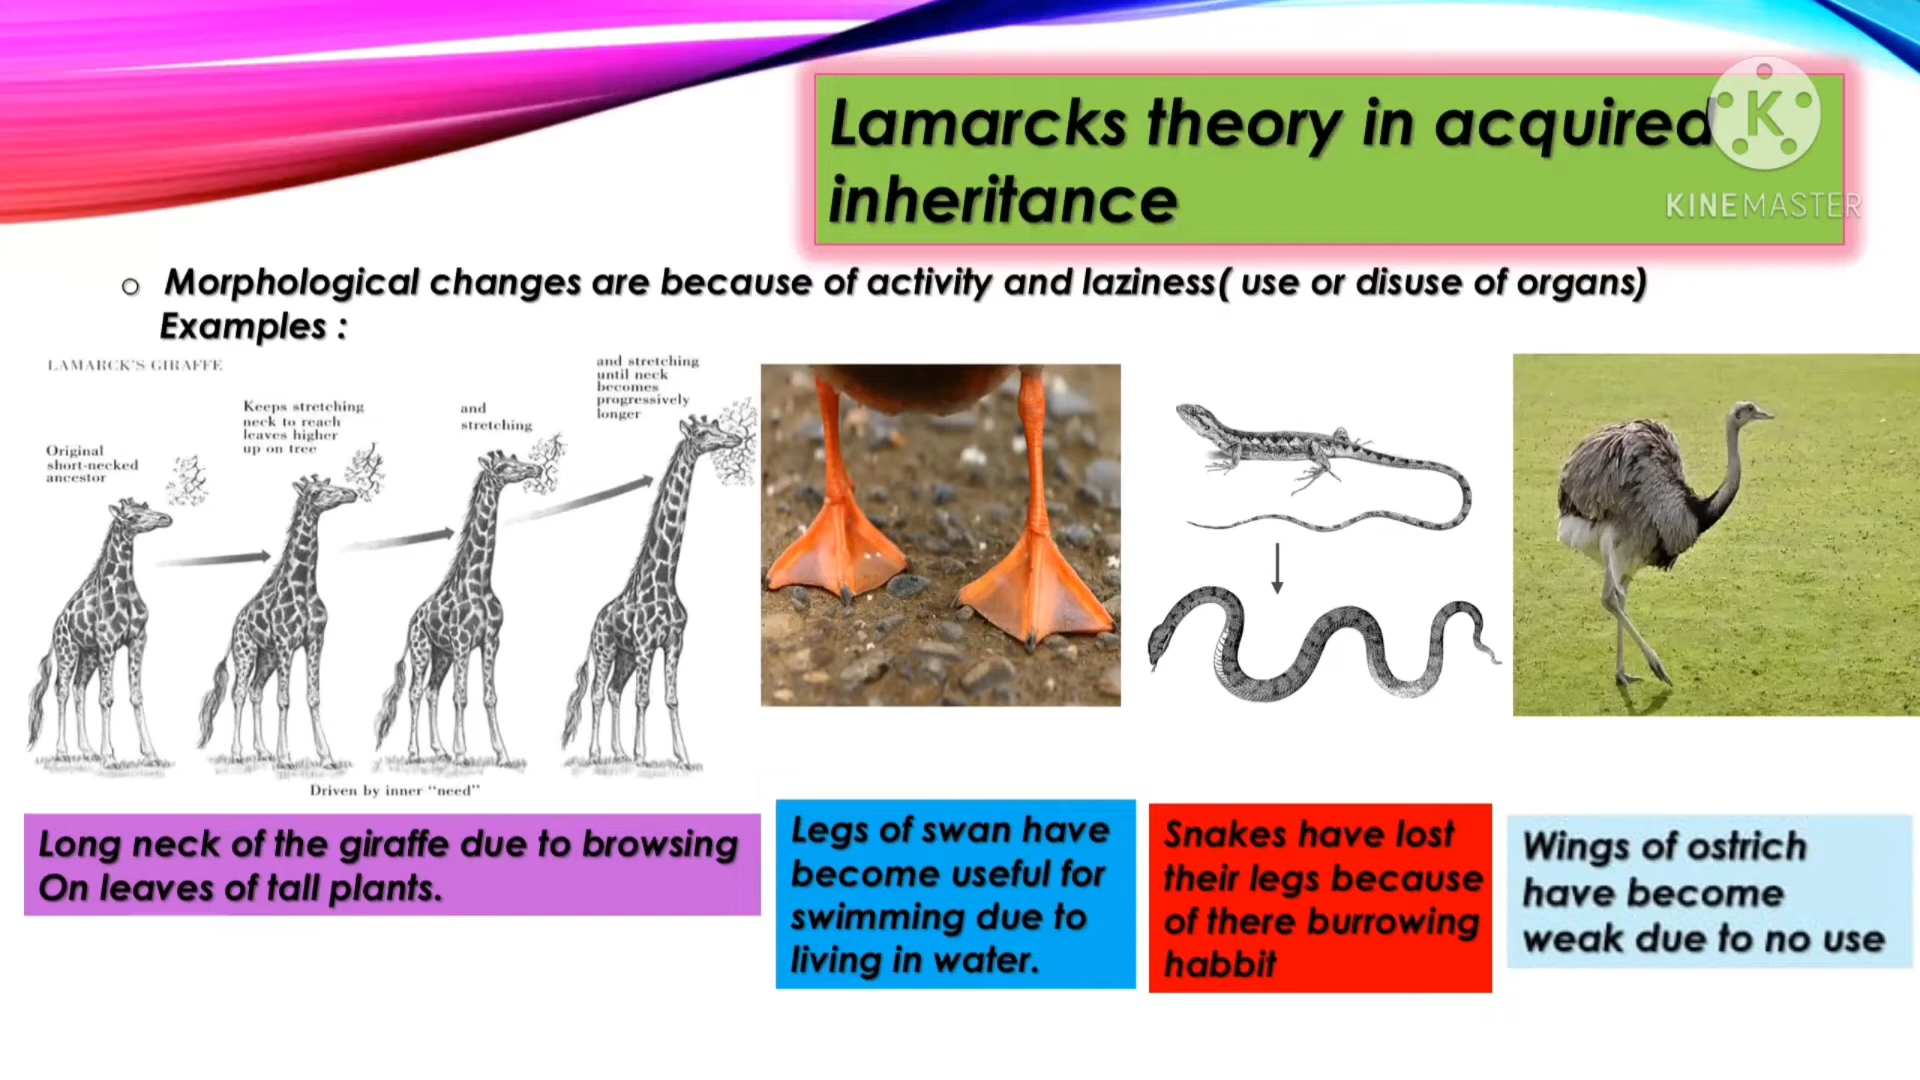 Lamarcks theory in acquired
inheritance
K
KINEMASTER
Morphological changes are because of activity and laziness( use or disuse of organs)
Examples :
LAMARCK'S GIRAFFE
Original
short-necked
ancestor
Keeps stretching
neck to reach
leaves higher
up on tree
and
stretching
and stretching
until neck
becomes
progressively
longer
Driven by inner "need"
Long neck of the giraffe due to browsing
On leaves of tall plants.
Legs of swan have
become useful for
swimming due to
living in water.
Snakes have lost
their legs because
of there burrowing
habbit
Wings of ostrich
have become
weak due to no use